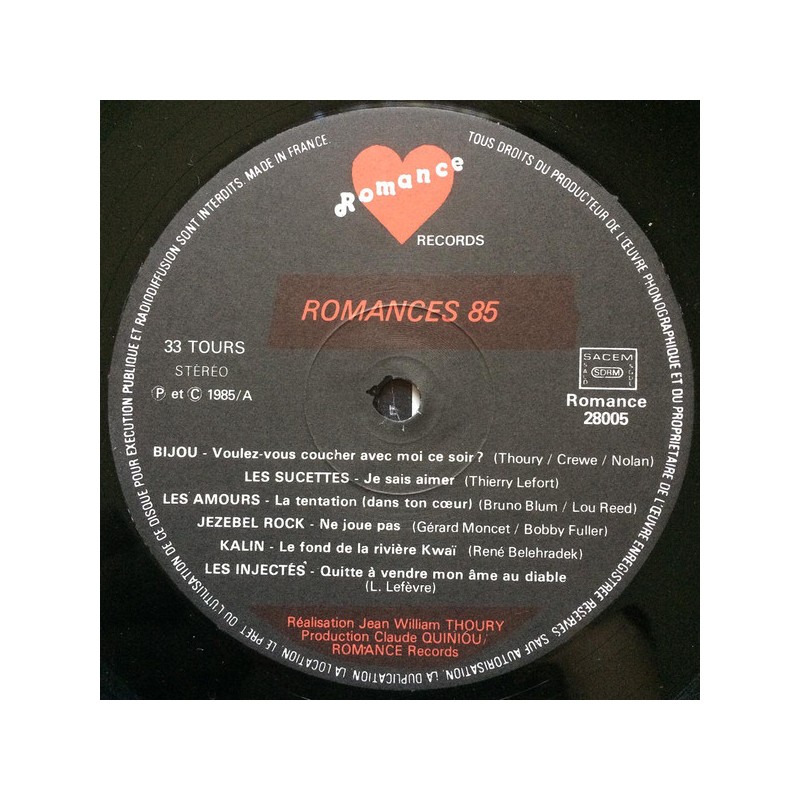 Romance
RECORDS
ROMANCES 85
33 TOURS
STÉRÉO
Ⓟ et © 1985/A
SACEM
SACD
SDRM
SGDL
Romance
28005
BIJOU - Voulez-vous coucher avec moi ce soir ? (Thoury / Crewe / Nolan)
LES SUCETTES - Je sais aimer (Thierry Lefort)
LES AMOURS - La tentation (dans ton cœur) (Bruno Blum / Lou Reed)
JEZEBEL ROCK - Ne joue pas (Gérard Moncet / Bobby Fuller)
KALIN - Le fond de la rivière Kwaï (René Belehradek)
LES INJECTÉS - Quitte à vendre mon âme au diable
(L. Lefèvre)
Réalisation Jean William THOURY
Production Claude QUINIOU/
ROMANCE Records
TOUS DROITS DU PRODUCTEUR DE L'ŒUVRE PHONOGRAPHIQUE ET DU PROPRIETAIRE DE L'ŒUVRE ENREGISTREE RESERVES. SAUF AUTORISATION, LA DUPLICATION, LA LOCATION, LE PRET OU L'UTILISATION DE CE DISQUE POUR EXECUTION PUBLIQUE ET RADIODIFFUSION SONT INTERDITS. MADE IN FRANCE.